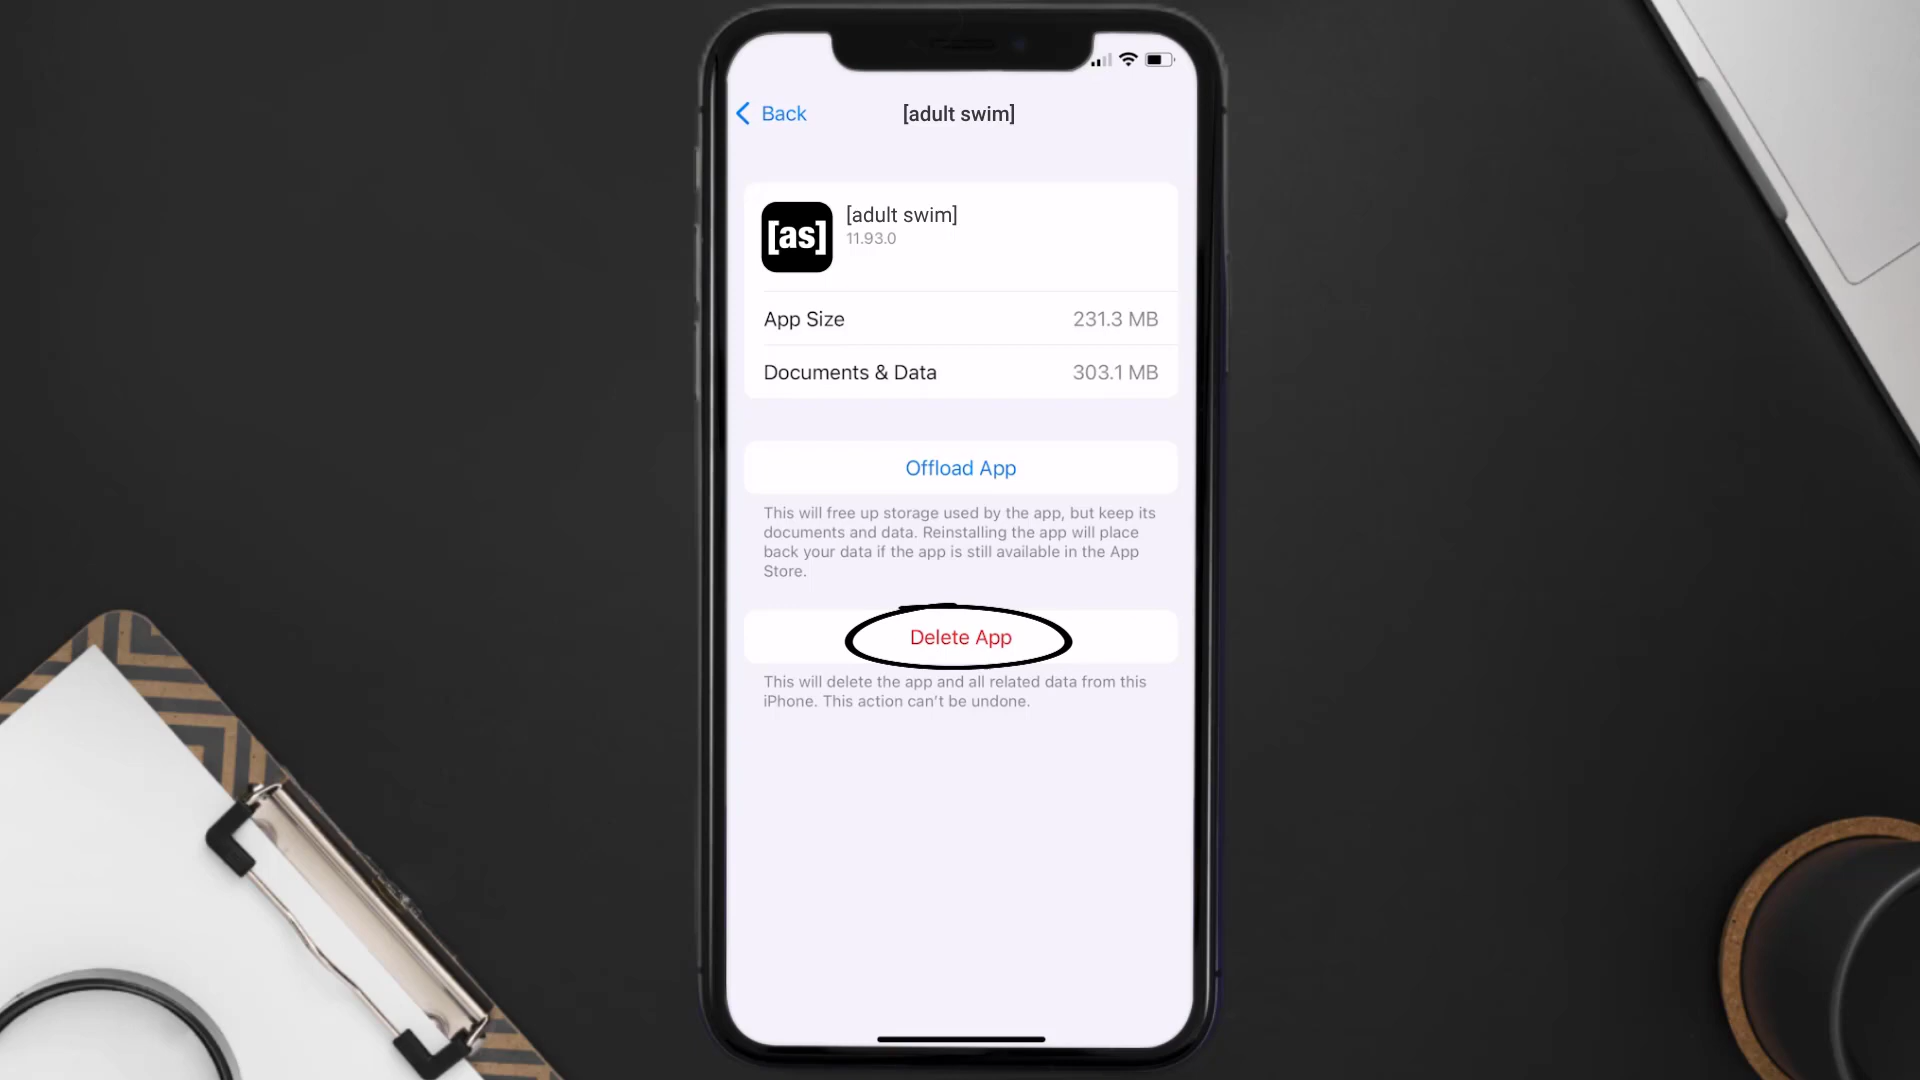 Back
[adult swim]
[as]
[adult swim]
11.93.0
App Size
231.3 MB
Documents & Data
303.1 MB
Offload App
This will free up storage used by the app, but keep its
documents and data. Reinstalling the app will place
back your data if the app is still available in the App
Store.
Delete App
This will delete the app and all related data from this
iPhone. This action can't be undone.